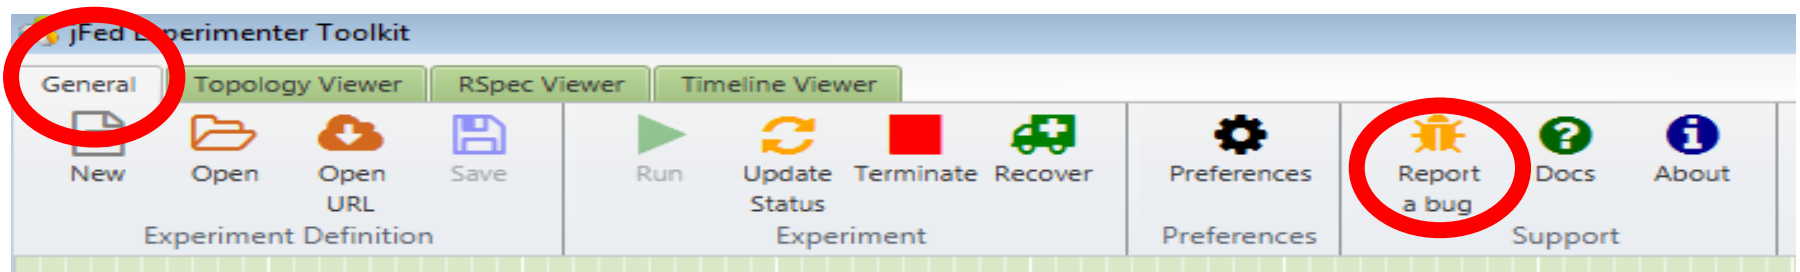 jFed Experimenter Toolkit
General Topology Viewer RSpec Viewer Timeline Viewer
New Open Open URL Save Run Update Status Terminate Recover Preferences Report a bug Docs About
Experiment Definition Experiment Preferences Support